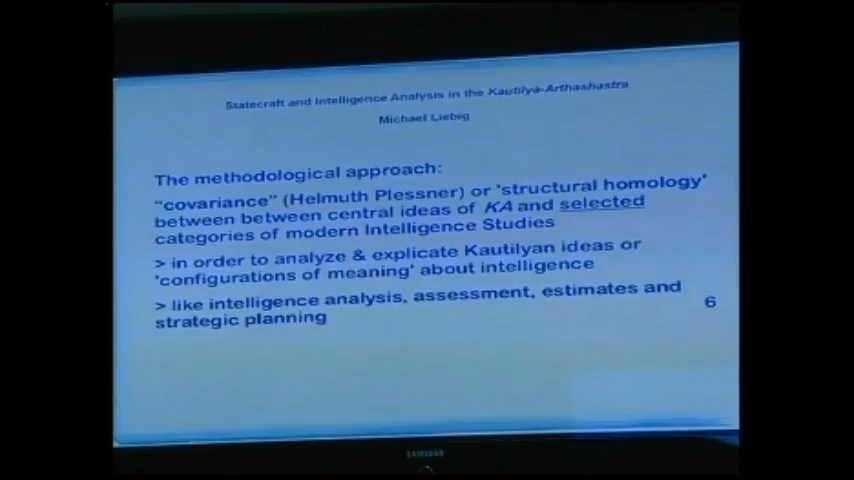 Statecraft and Intelligence Analysis in the Kautilya-Arthashastra
Michael Liebig
The methodological approach:
"covariance" (Helmuth Plessner) or 'structural homology'
between between central ideas of KA and selected
categories of modern Intelligence Studies
> in order to analyze & explicate Kautilyan ideas or
'configurations of meaning' about intelligence
> like intelligence analysis, assessment, estimates and
strategic planning
6
SAMSUNG